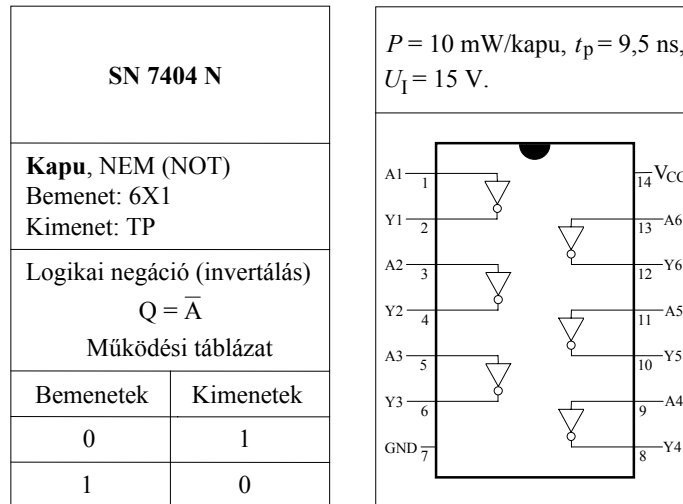 SN 7404 N
Kapu, NEM (NOT)
Bemenet: 6X1
Kimenet: TP
Logikai negáció (invertálás)
Q = A̅
Működési táblázat
Bemenetek Kimenetek
0 1
1 0
P = 10 mW/kapu, tp = 9,5 ns,
UI = 15 V.
A1 1 14 VCC
Y1 2 13 A6
A2 3 12 Y6
Y2 4 11 A5
A3 5 10 Y5
Y3 6 9 A4
GND 7 8 Y4